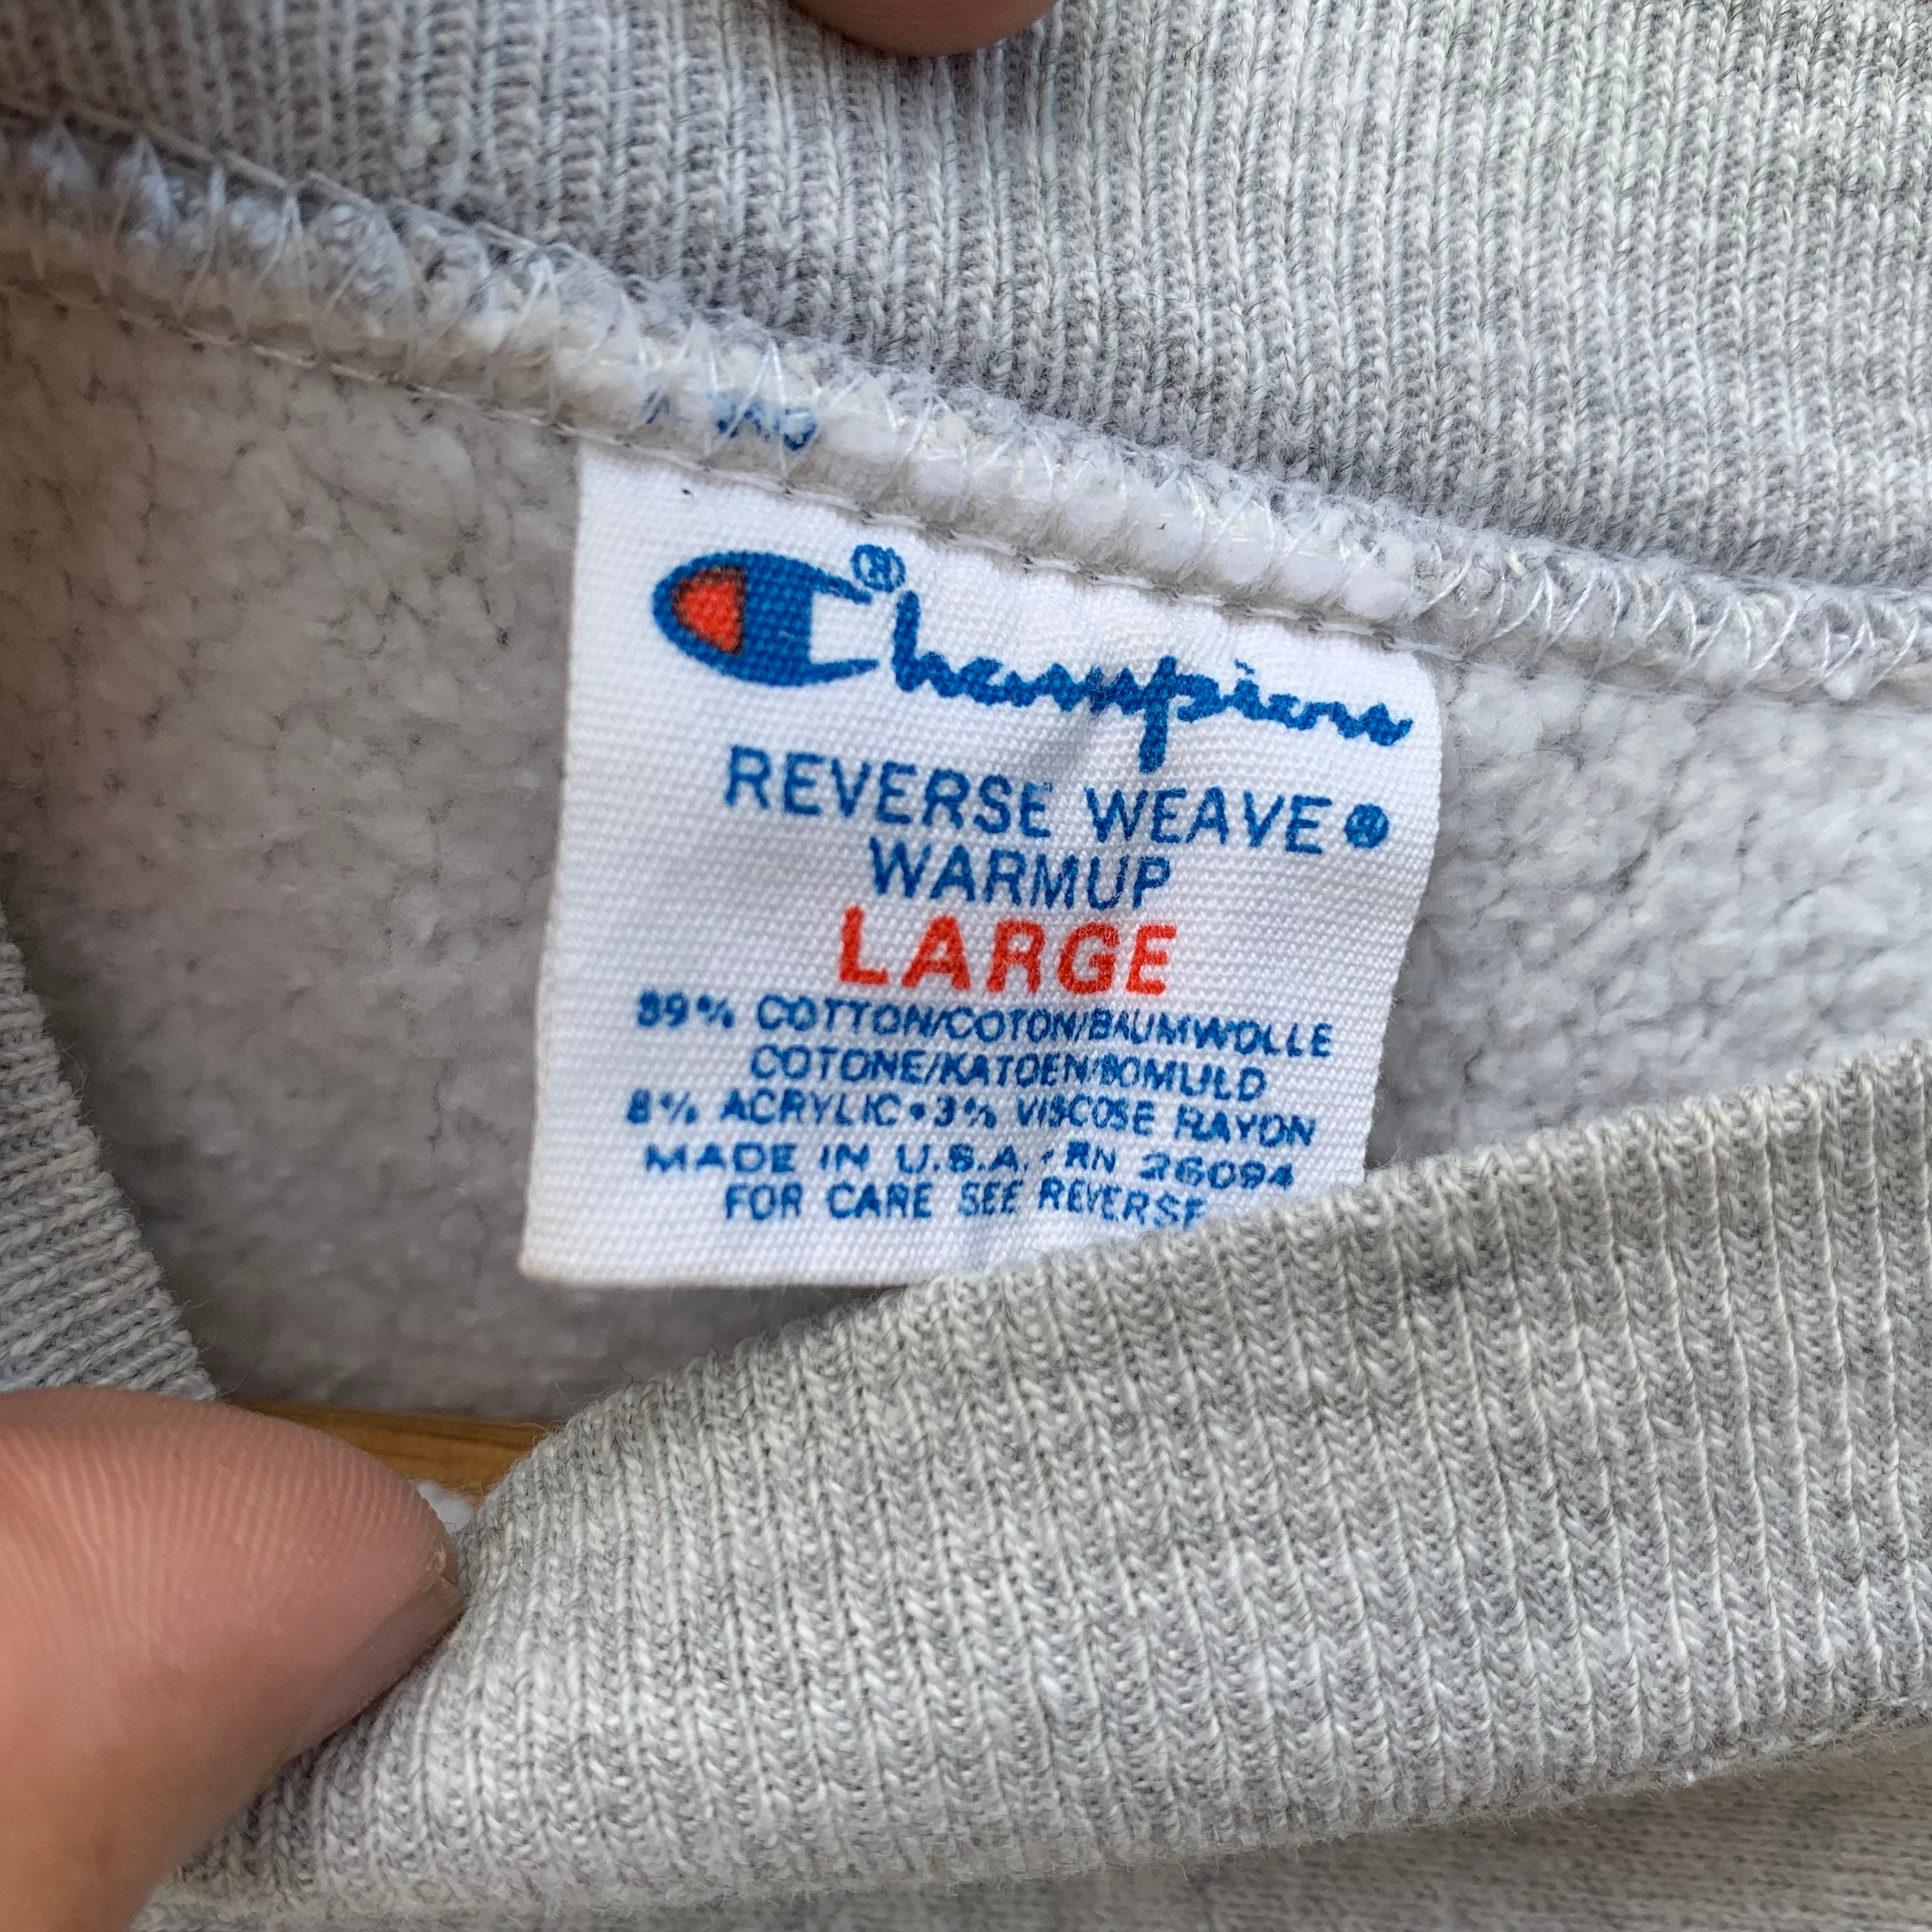 Champion®
REVERSE WEAVE®
WARMUP
LARGE
89% COTTON/COTON/BAUMWOLLE
COTONE/KATOEN/BOMULD
8% ACRYLIC • 3% VISCOSE RAYON
MADE IN U.S.A. • RN 26094
FOR CARE SEE REVERSE